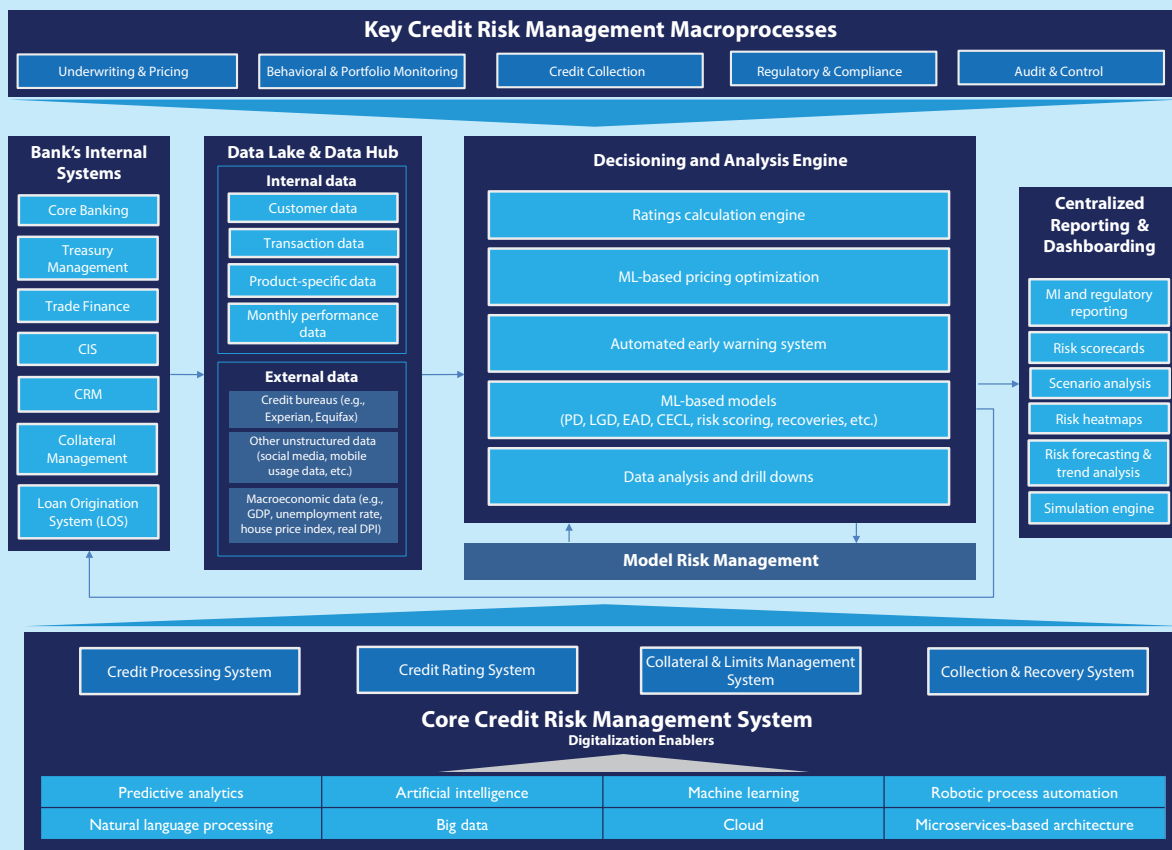 Key Credit Risk Management Macroprocesses
Underwriting & Pricing
Behavioral & Portfolio Monitoring
Credit Collection
Regulatory & Compliance
Audit & Control
Bank's Internal
Systems
Core Banking
Treasury
Management
Trade Finance
CIS
CRM
Collateral
Management
Loan Origination
System (LOS)
Data Lake & Data Hub
Internal data
Customer data
Transaction data
Product-specific data
Monthly performance
data
External data
Credit bureaus (e.g.,
Experian, Equifax)
Other unstructured data
(social media, mobile
usage data, etc.)
Macroeconomic data (e.g.,
GDP, unemployment rate,
house price index, real DPI)
Decisioning and Analysis Engine
Ratings calculation engine
ML-based pricing optimization
Automated early warning system
ML-based models
(PD, LGD, EAD, CECL, risk scoring, recoveries, etc.)
Data analysis and drill downs
Model Risk Management
Centralized
Reporting &
Dashboarding
MI and regulatory
reporting
Risk scorecards
Scenario analysis
Risk heatmaps
Risk forecasting &
trend analysis
Simulation engine
Credit Processing System
Credit Rating System
Collateral & Limits Management
System
Collection & Recovery System
Core Credit Risk Management System
Digitalization Enablers
Predictive analytics
Artificial intelligence
Machine learning
Robotic process automation
Natural language processing
Big data
Cloud
Microservices-based architecture